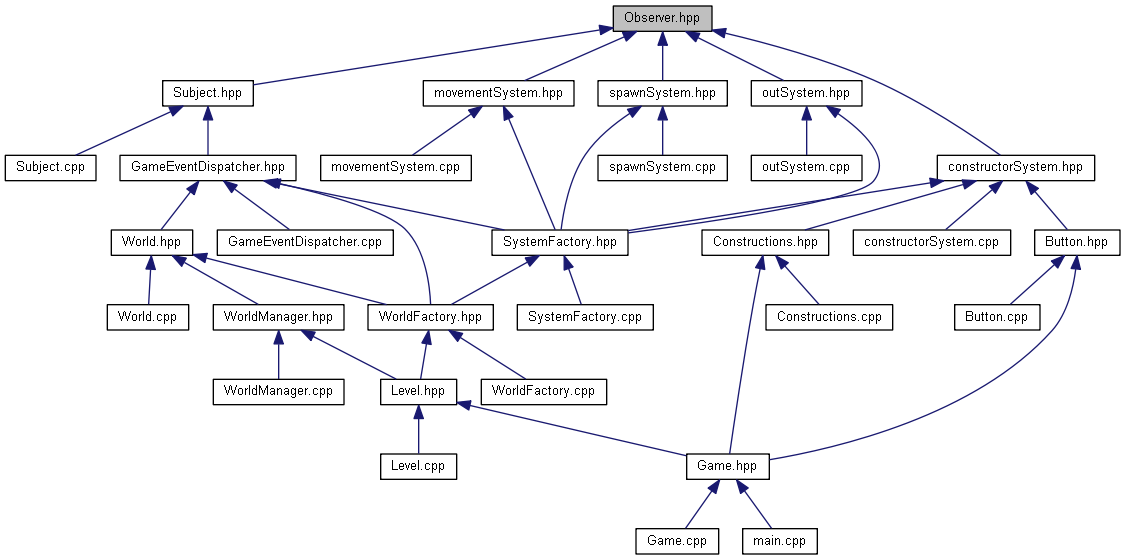 Observer.hpp
Subject.hpp
movementSystem.hpp
spawnSystem.hpp
outSystem.hpp
Subject.cpp
GameEventDispatcher.hpp
movementSystem.cpp
spawnSystem.cpp
outSystem.cpp
constructorSystem.hpp
World.hpp
GameEventDispatcher.cpp
SystemFactory.hpp
Constructions.hpp
constructorSystem.cpp
Button.hpp
World.cpp
WorldManager.hpp
WorldFactory.hpp
SystemFactory.cpp
Constructions.cpp
Button.cpp
WorldManager.cpp
Level.hpp
WorldFactory.cpp
Level.cpp
Game.hpp
Game.cpp
main.cpp